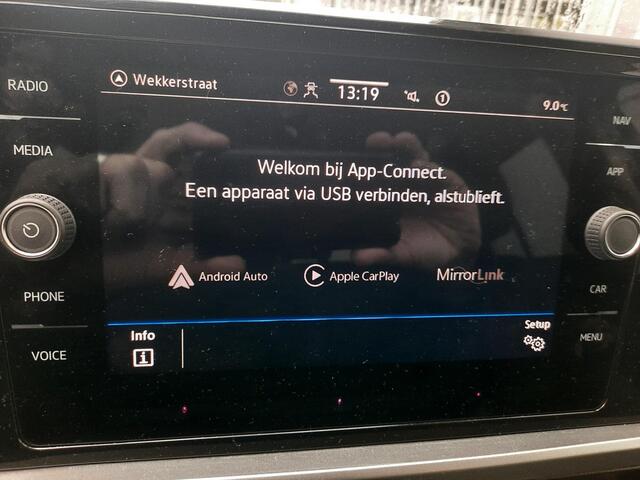 RADIO
MEDIA
PHONE
VOICE
Wekkerstraat
13:19
1
9.0°C
Welkom bij App-Connect.
Een apparaat via USB verbinden, alstublieft.
Android Auto
Apple CarPlay
MirrorLink
Info
i
Setup
NAV
APP
CAR
MENU